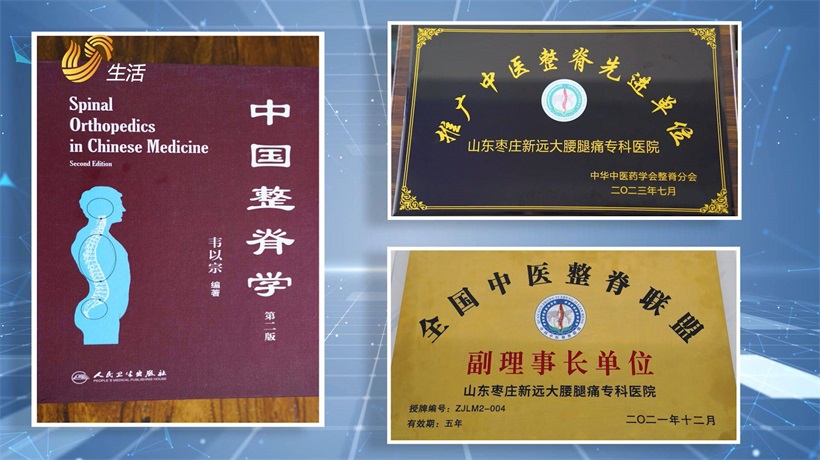 生活
Spinal
Orthopedics
in Chinese Medicine
Second Edition
中国整脊学
第二版
韦以宗 编著
人民卫生出版社
PEOPLE'S MEDICAL PUBLISHING HOUSE
推广中医整脊先进单位
山东枣庄新远大腰腿痛专科医院
中华中医药学会整脊分会
二〇二三年七月
全国中医整脊联盟
副理事长单位
山东枣庄新远大腰腿痛专科医院
授牌编号：ZJLM2-004
有效期：五年
二〇二一年十二月